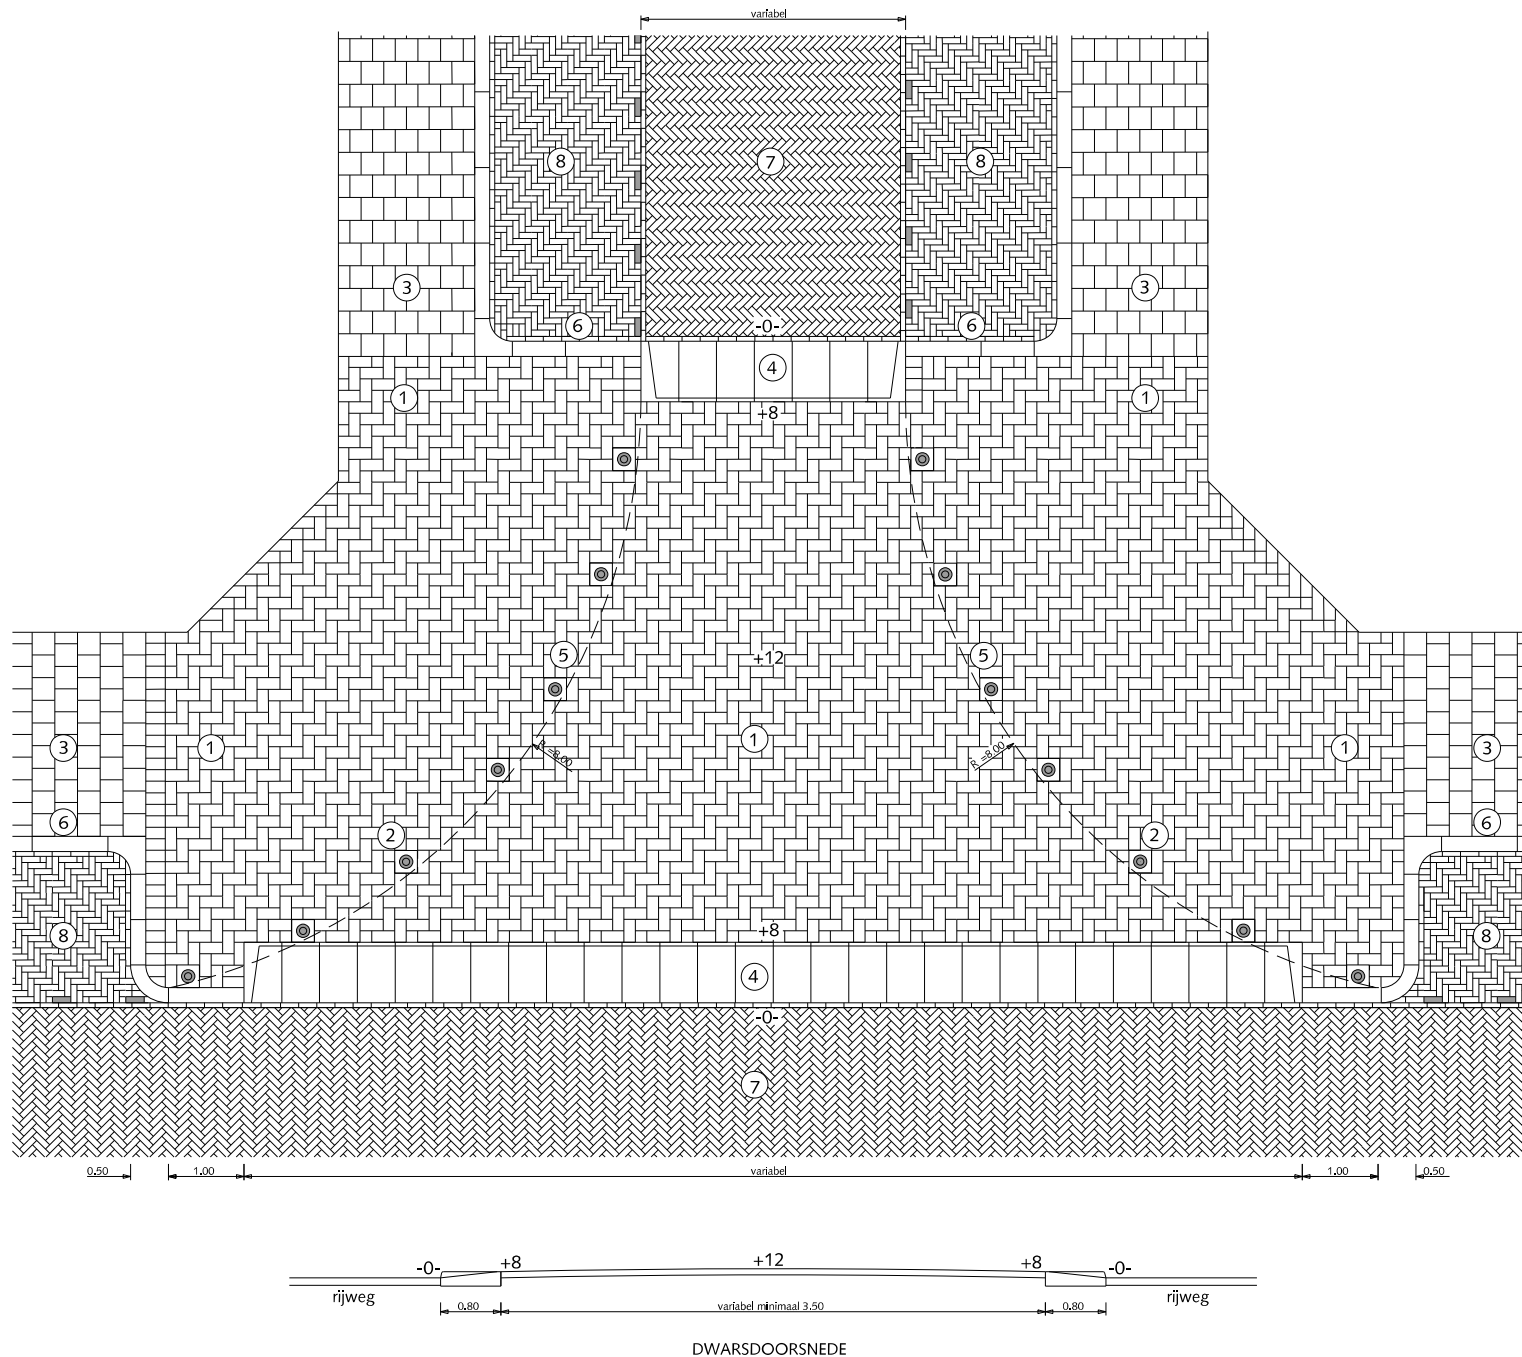 variabel
8 7 8
3 3
6 -0- 6
4
1 1
+8
5 +12 5
1 1 1
3 3
R =8.00 R =8.00
6 2 2 6
8 +8 8
4
-0-
7
0.50 1.00 variabel 1.00 0.50
-0- +8 +12 +8 -0-
rijweg rijweg
0.80 variabel minimaal 3.50 0.80
DWARSDOORSNEDE